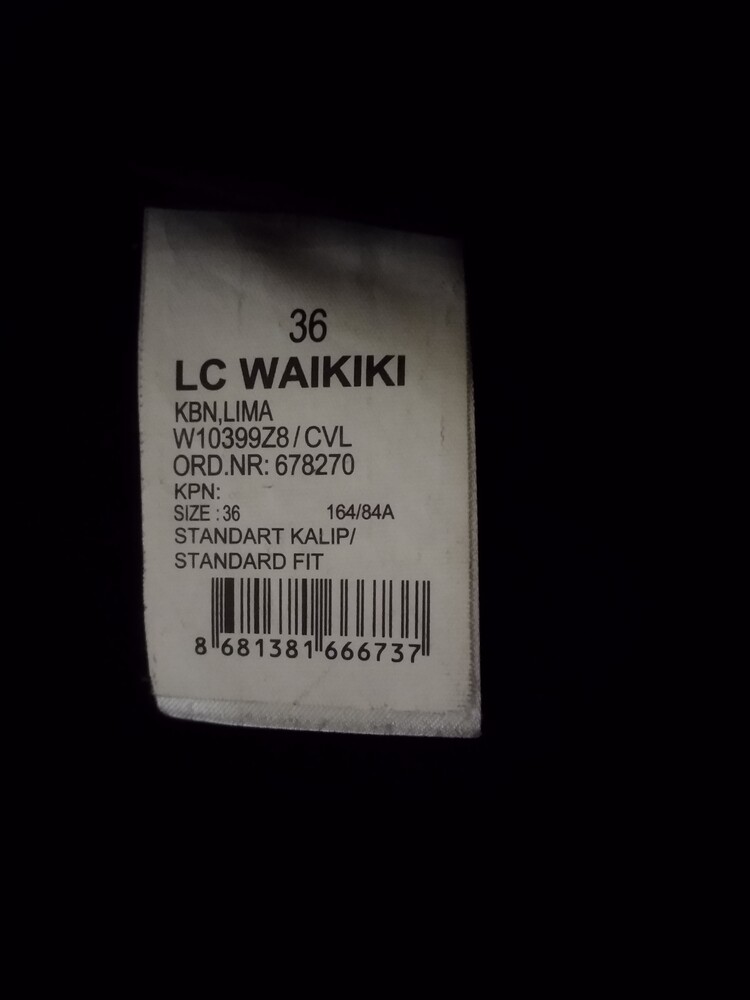 36
LC WAIKIKI
KBN,LIMA
W10399Z8/CVL
ORD.NR: 678270
KPN:
SIZE : 36 164/84A
STANDART KALIP/
STANDARD FIT
8 681381 666737